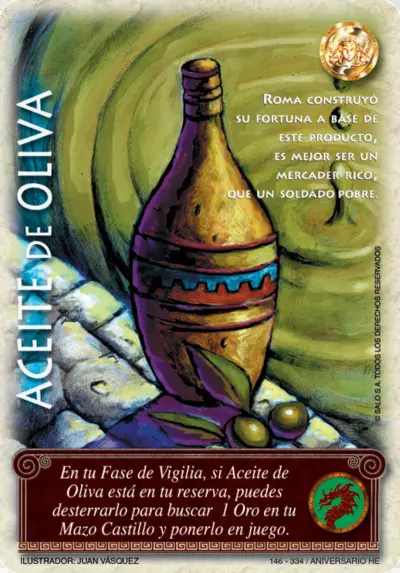 ACEITE DE OLIVA
ROMA CONSTRUYÓ
SU FORTUNA A BASE DE
ESTE PRODUCTO,
ES MEJOR SER UN
MERCADER RICO,
QUE UN SOLDADO POBRE.
© SALO S.A. TODOS LOS DERECHOS RESERVADOS
En tu Fase de Vigilia, si Aceite de
Oliva está en tu reserva, puedes
desterrarlo para buscar 1 Oro en tu
Mazo Castillo y ponerlo en juego.
ILUSTRADOR: JUAN VÁSQUEZ
146 - 334 / ANIVERSARIO HE